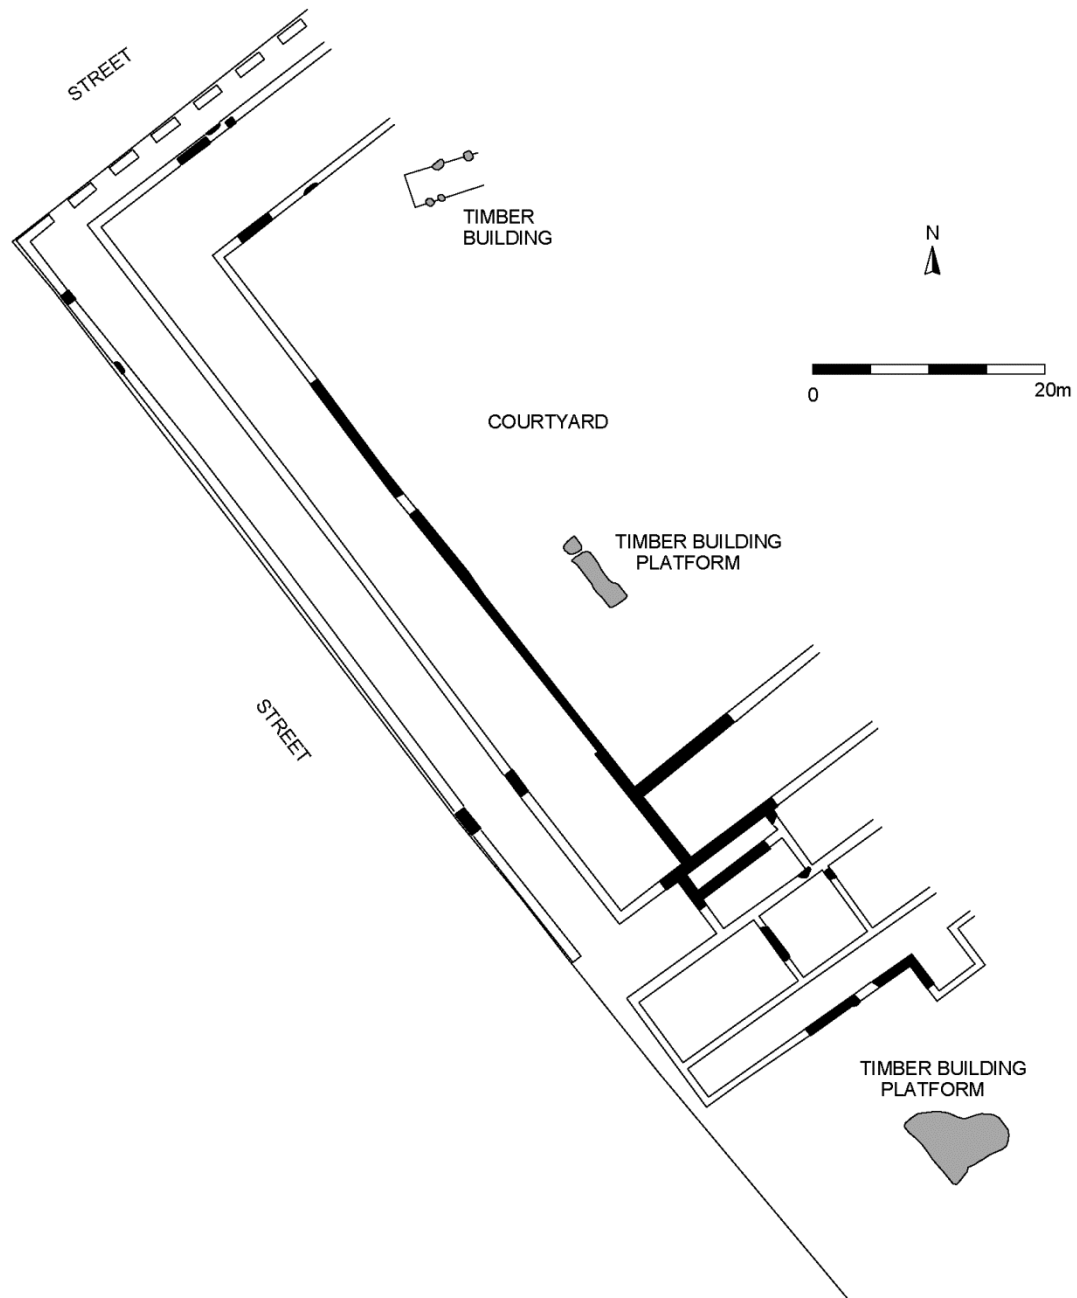 STREET
TIMBER
BUILDING
N
0
20m
COURTYARD
TIMBER BUILDING
PLATFORM
STREET
TIMBER BUILDING
PLATFORM